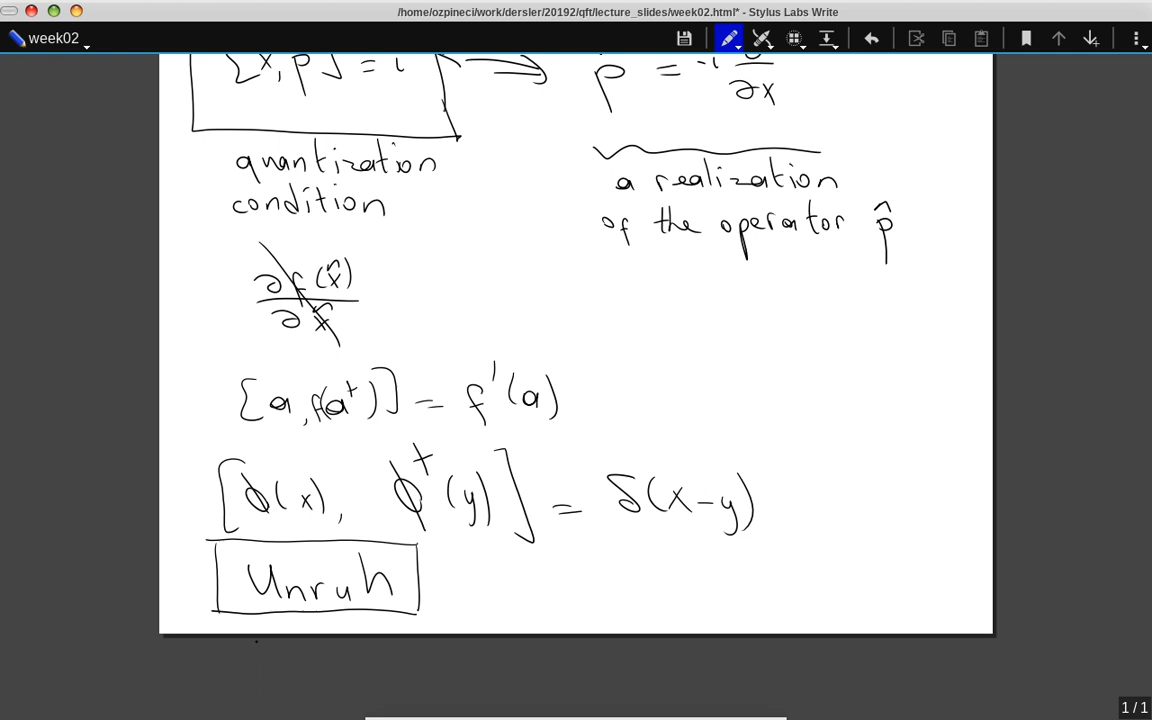 /home/ozpineci/work/dersler/20192/qft/lecture_slides/week02.html* - Stylus Labs Write
week02
[x, p] = i ⟹ p = -i ∂/∂x
quantization
condition
a realization
of the operator p̂
∂f(x̂)/∂x̂
[a, f(a†)] = f'(a)
[ϕ(x), ϕ†(y)] = δ(x-y)
Unruh
1 / 1